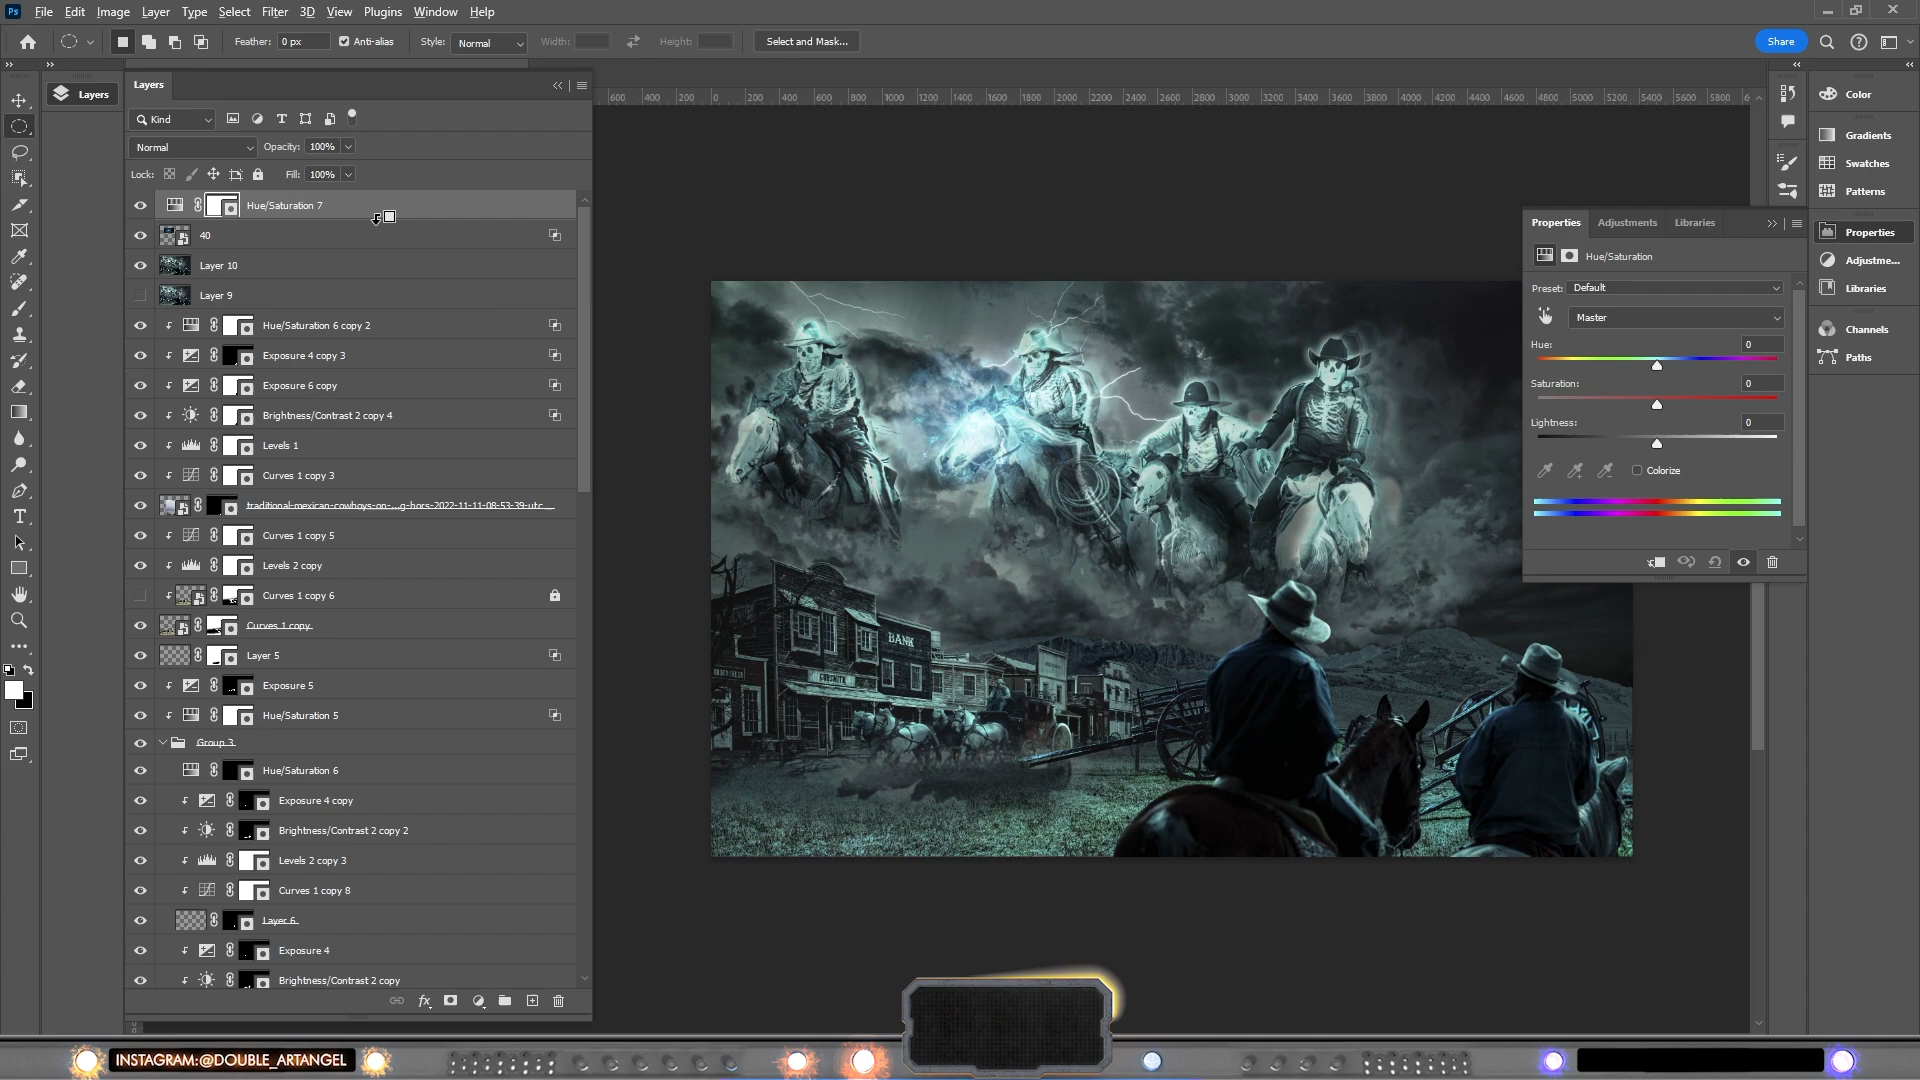 Ps File Edit Image Layer Type Select Filter 3D View Plugins Window Help
Feather: 0 px Anti-alias Style: Normal Width: Height: Select and Mask... Share
Layers
Layers
600 400 200 0 200 400 600 800 1000 1200 1400 1600 1800 2000 2200 2400 2600 2800 3000 3200 3400 3600 3800 4000 4200 4400 4600 4800 5000 5200 5400 5600 5800
Kind
Normal Opacity: 100%
Lock: Fill: 100%
Hue/Saturation 7
40
Layer 10
Layer 9
Hue/Saturation 6 copy 2
Exposure 4 copy 3
Exposure 6 copy
Brightness/Contrast 2 copy 4
Levels 1
Curves 1 copy 3
traditional-mexican-cowboys-on-...g-hors-2022-11-11-08-53-39-utc
Curves 1 copy 5
Levels 2 copy
Curves 1 copy 6
Curves 1 copy
Layer 5
Exposure 5
Hue/Saturation 5
Group 3
Hue/Saturation 6
Exposure 4 copy
Brightness/Contrast 2 copy 2
Levels 2 copy 3
Curves 1 copy 8
Layer 6
Exposure 4
Brightness/Contrast 2 copy
fx
BANK
GUNSMITH
Properties Adjustments Libraries
Hue/Saturation
Preset: Default
Master
Hue: 0
Saturation: 0
Lightness: 0
Colorize
Color
Gradients
Swatches
Patterns
Properties
Adjustme...
Libraries
Channels
Paths
INSTAGRAM:@DOUBLE_ARTANGEL